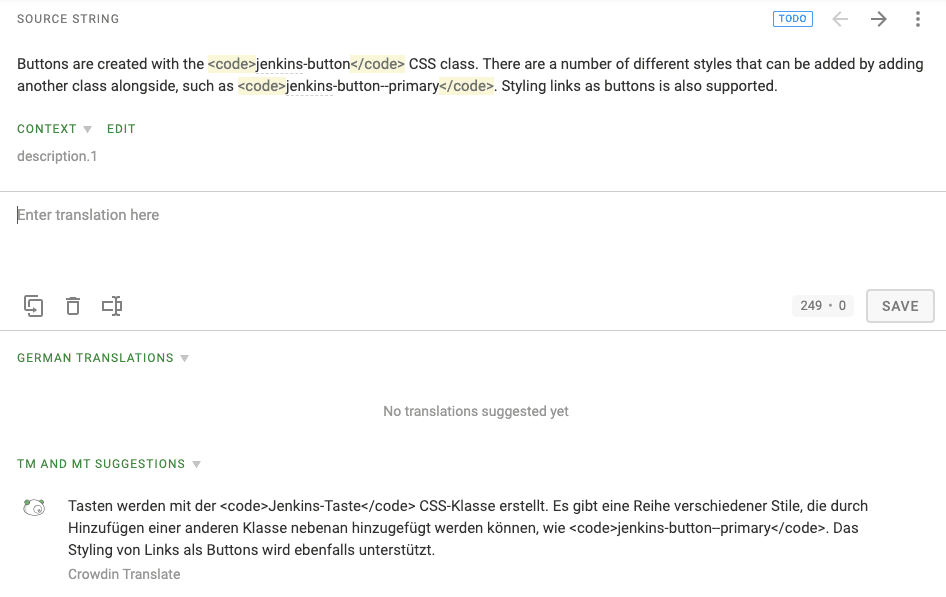 SOURCE STRING
TODO
Buttons are created with the <code>jenkins-button</code> CSS class. There are a number of different styles that can be added by adding
another class alongside, such as <code>jenkins-button--primary</code>. Styling links as buttons is also supported.
CONTEXT EDIT
description.1
Enter translation here
249 • 0 SAVE
GERMAN TRANSLATIONS
No translations suggested yet
TM AND MT SUGGESTIONS
Tasten werden mit der <code>Jenkins-Taste</code> CSS-Klasse erstellt. Es gibt eine Reihe verschiedener Stile, die durch
Hinzufügen einer anderen Klasse nebenan hinzugefügt werden können, wie <code>jenkins-button--primary</code>. Das
Styling von Links als Buttons wird ebenfalls unterstützt.
Crowdin Translate